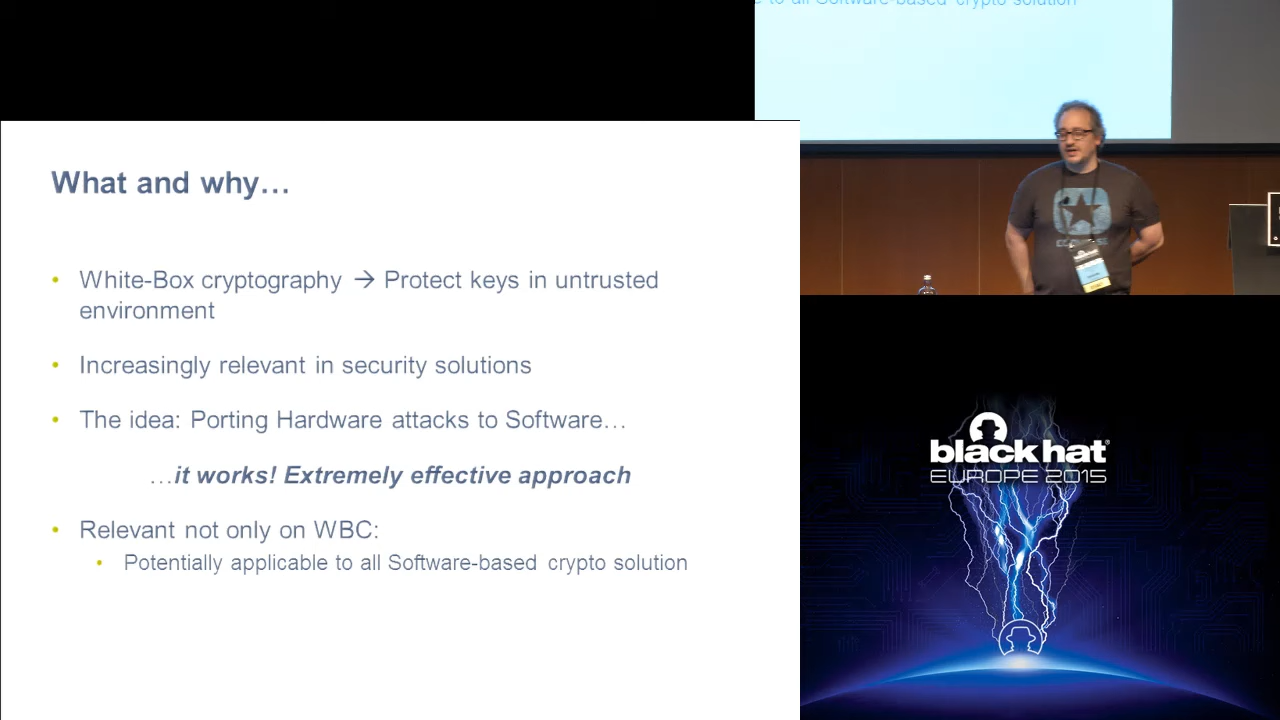 to all Software-based crypto solution
What and why…
• White-Box cryptography → Protect keys in untrusted
environment
• Increasingly relevant in security solutions
• The idea: Porting Hardware attacks to Software…
…it works! Extremely effective approach
• Relevant not only on WBC:
• Potentially applicable to all Software-based crypto solution
black hat®
EUROPE 2015